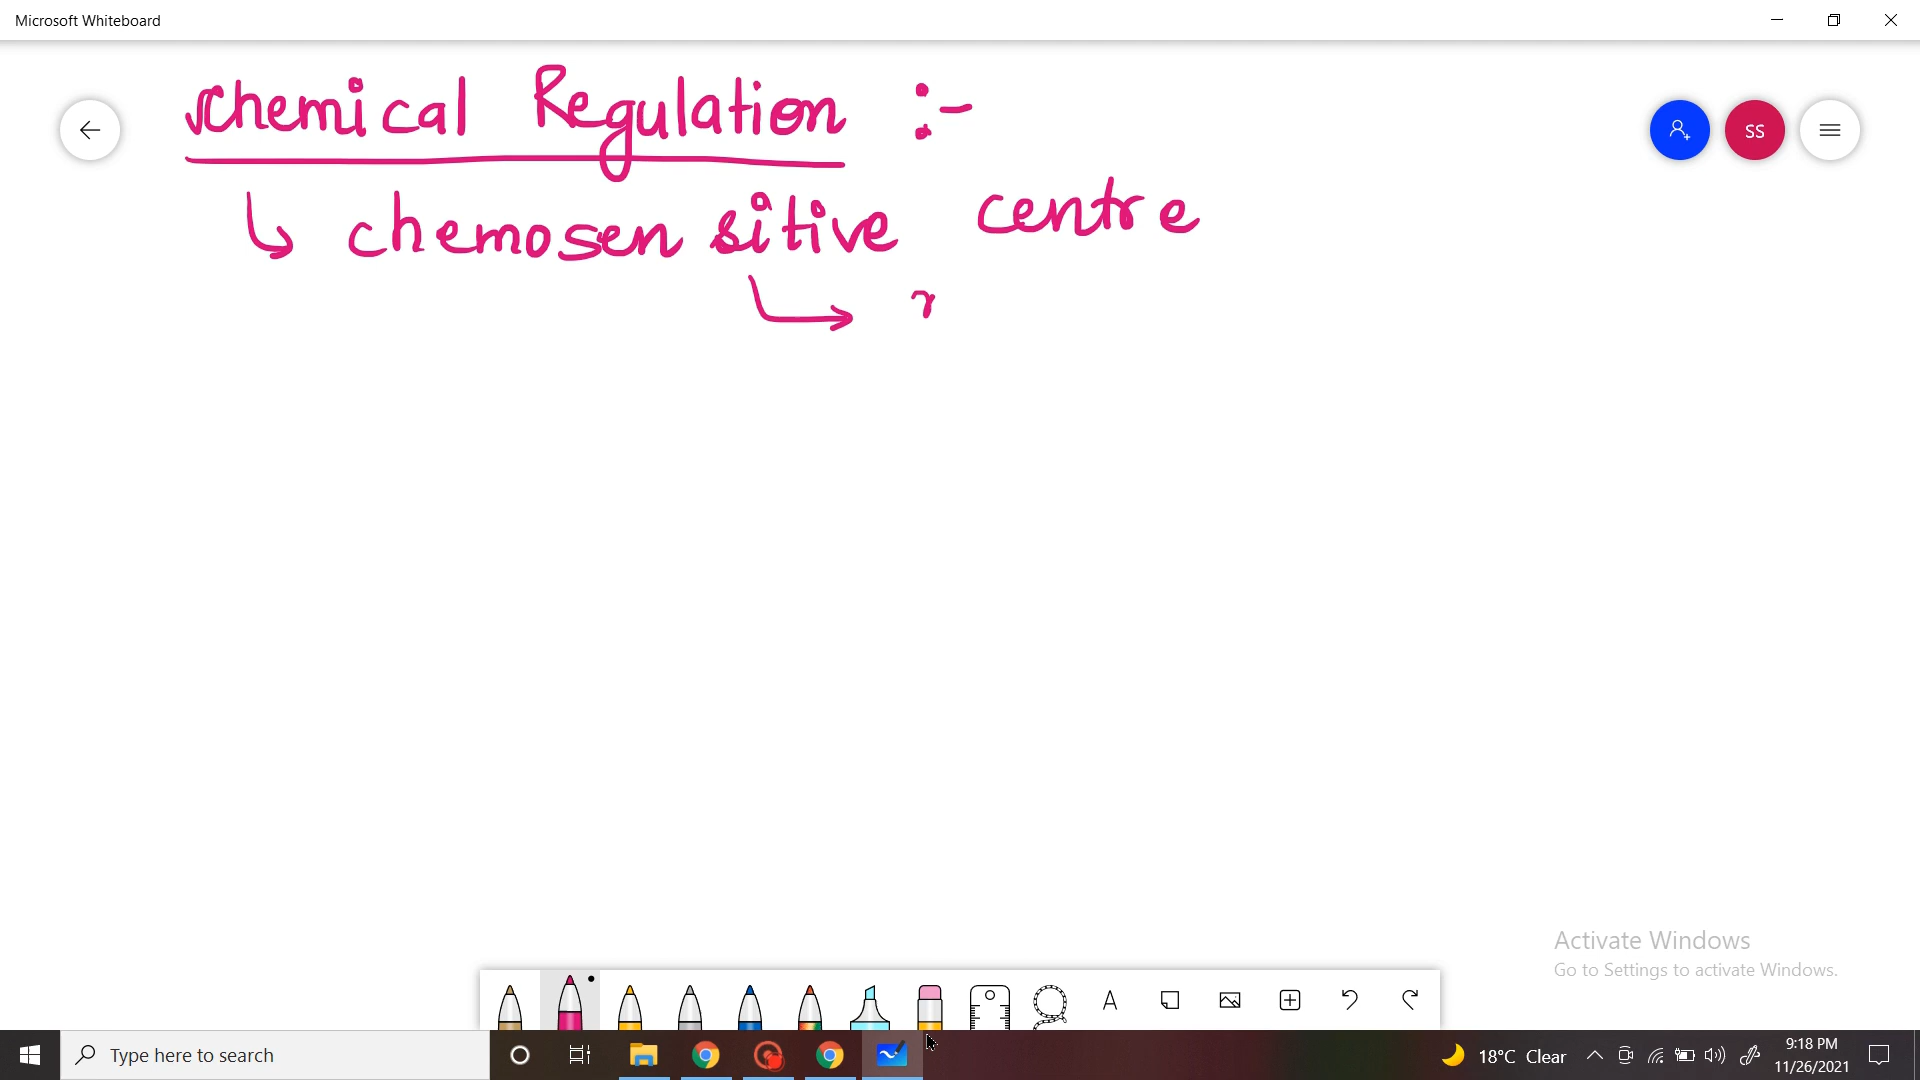 Microsoft Whiteboard
chemical Regulation :-
SS
↳ chemosensitive centre
↳ r
Activate Windows
Go to Settings to activate Windows.
Type here to search
18°C Clear
9:18 PM
11/26/2021